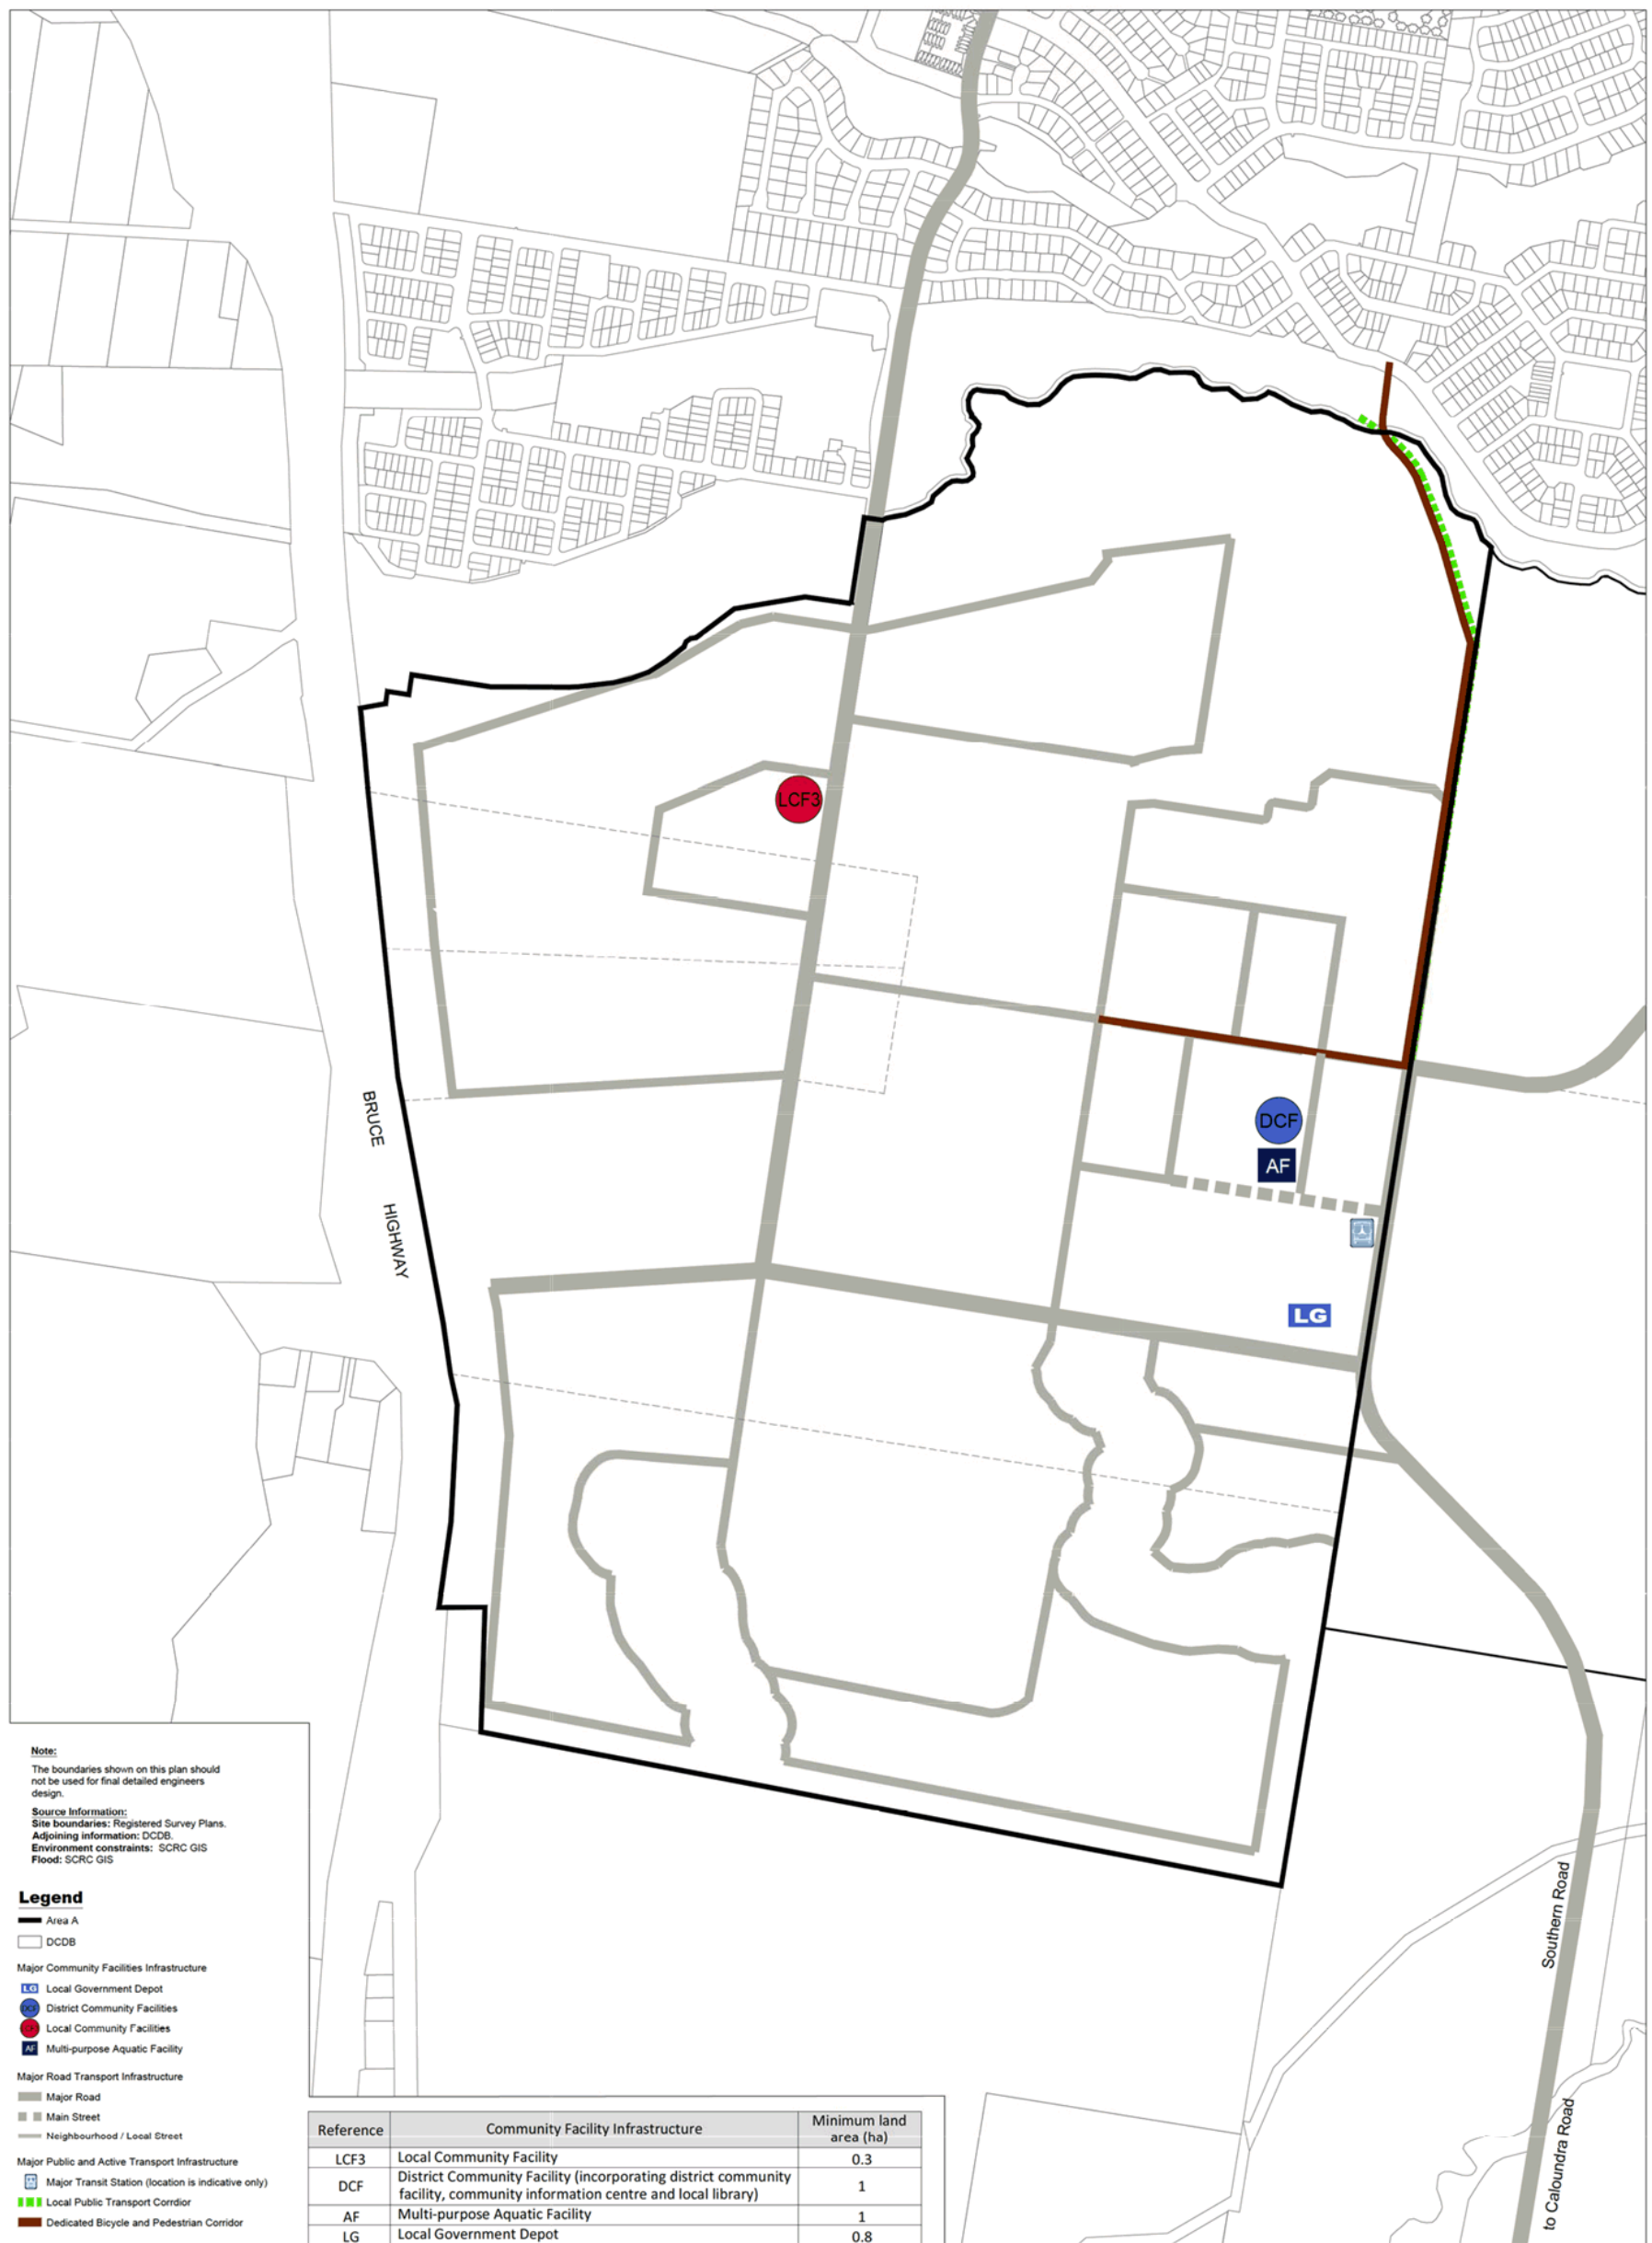 LCF3
BRUCE
DCF
AF
HIGHWAY
LG
Note:
The boundaries shown on this plan should
not be used for final detailed engineers
design.
Source Information:
Site boundaries: Registered Survey Plans.
Adjoining information: DCDB.
Environment constraints: SCRC GIS
Flood: SCRC GIS
Legend
Area A
DCDB
Major Community Facilities Infrastructure
LG Local Government Depot
DCF District Community Facilities
Local Community Facilities
AF Multi-purpose Aquatic Facility
Major Road Transport Infrastructure
Major Road
Main Street
Neighbourhood / Local Street
Major Public and Active Transport Infrastructure
Major Transit Station (location is indicative only)
Local Public Transport Corrdior
Dedicated Bicycle and Pedestrian Corridor
Southern Road
to Caloundra Road
Reference Community Facility Infrastructure Minimum land
area (ha)
LCF3 Local Community Facility 0.3
DCF District Community Facility (incorporating district community
facility, community information centre and local library) 1
AF Multi-purpose Aquatic Facility 1
LG Local Government Depot 0.8